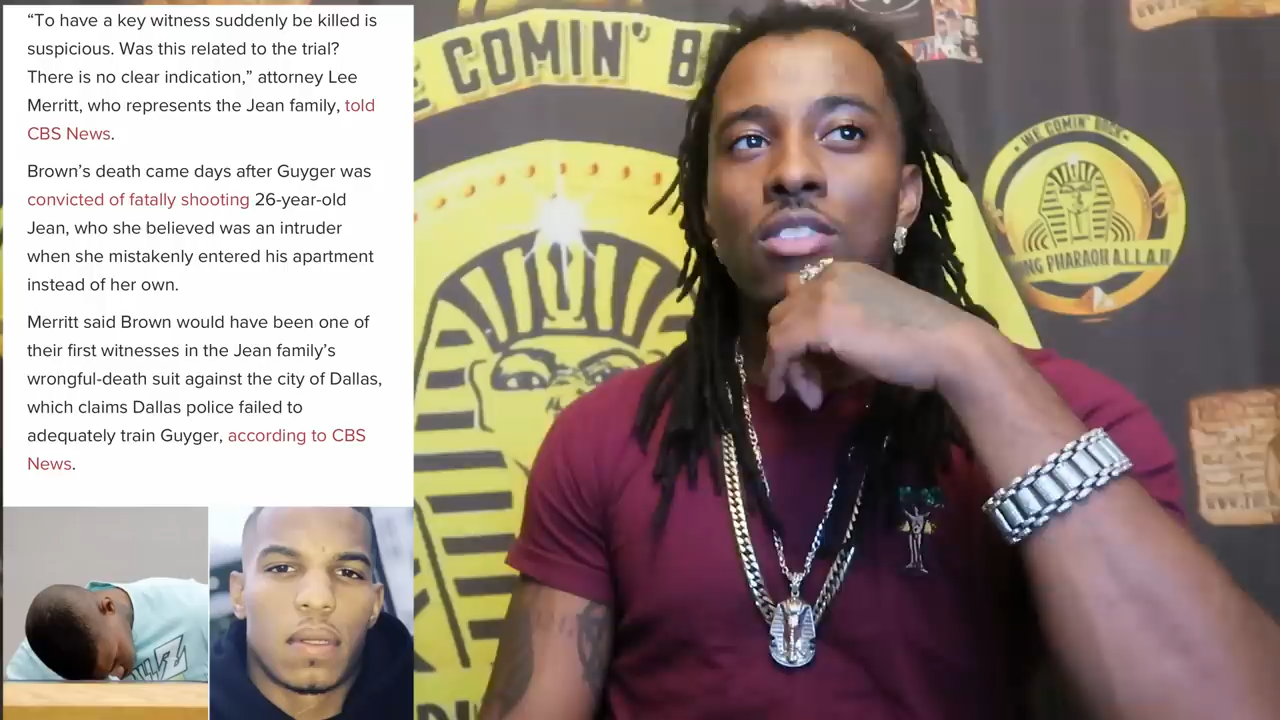 “To have a key witness suddenly be killed is
suspicious. Was this related to the trial?
There is no clear indication,” attorney Lee
Merritt, who represents the Jean family, told
CBS News.
Brown’s death came days after Guyger was
convicted of fatally shooting 26-year-old
Jean, who she believed was an intruder
when she mistakenly entered his apartment
instead of her own.
Merritt said Brown would have been one of
their first witnesses in the Jean family’s
wrongful-death suit against the city of Dallas,
which claims Dallas police failed to
adequately train Guyger, according to CBS
News.
COMIN'
• WE COMIN' BACK •
NG PHARAOH A.L.L.A.H